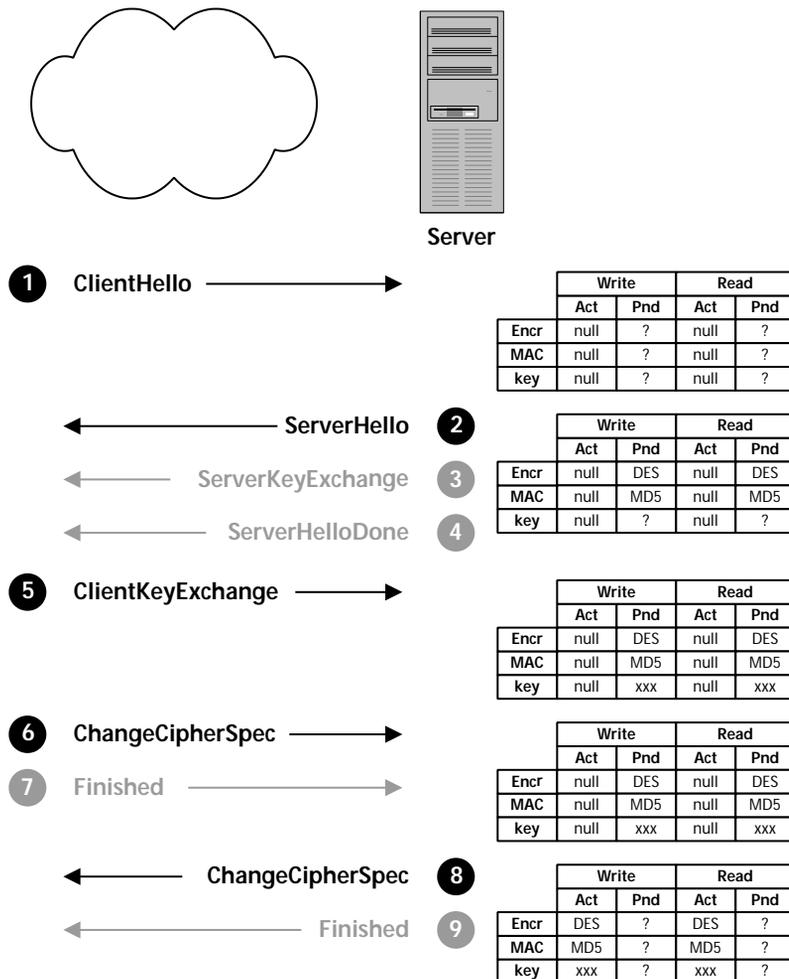 Server
1 ClientHello
Write Read
Act Pnd Act Pnd
Encr null ? null ?
MAC null ? null ?
key null ? null ?
ServerHello 2
ServerKeyExchange 3
ServerHelloDone 4
Write Read
Act Pnd Act Pnd
Encr null DES null DES
MAC null MD5 null MD5
key null ? null ?
5 ClientKeyExchange
Write Read
Act Pnd Act Pnd
Encr null DES null DES
MAC null MD5 null MD5
key null xxx null xxx
6 ChangeCipherSpec
7 Finished
Write Read
Act Pnd Act Pnd
Encr null DES null DES
MAC null MD5 null MD5
key null xxx null xxx
ChangeCipherSpec 8
Finished 9
Write Read
Act Pnd Act Pnd
Encr DES ? DES ?
MAC MD5 ? MD5 ?
key xxx ? xxx ?